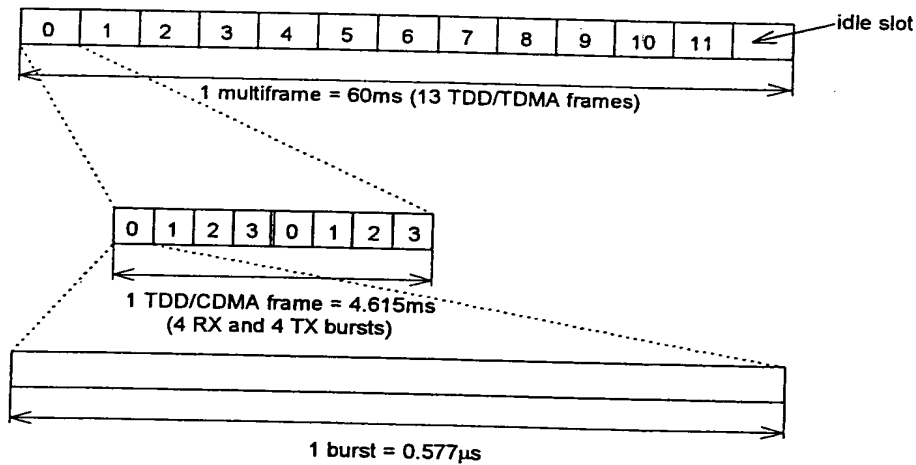 idle slot
0 1 2 3 4 5 6 7 8 9 10 11
1 multiframe = 60ms (13 TDD/TDMA frames)
0 1 2 3 0 1 2 3
1 TDD/CDMA frame = 4.615ms
(4 RX and 4 TX bursts)
1 burst = 0.577µs